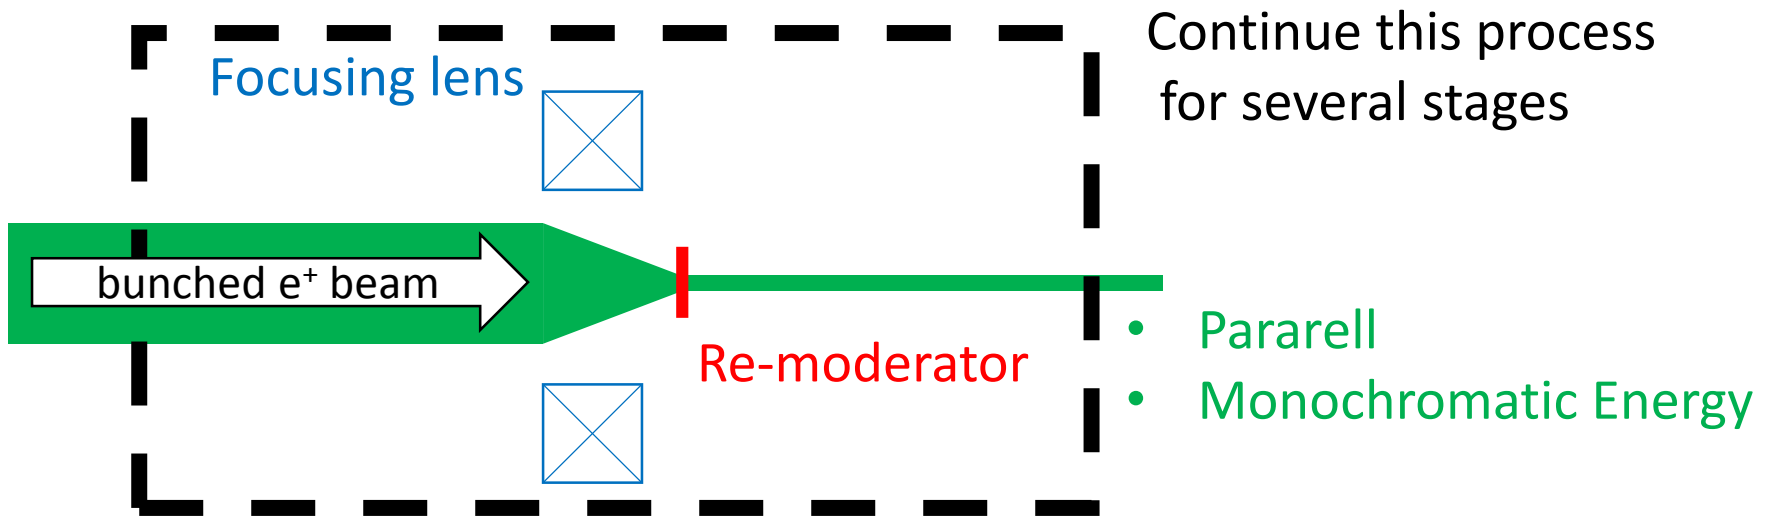 Continue this process
for several stages
Focusing lens
bunched e⁺ beam
Re-moderator
• Pararell
• Monochromatic Energy